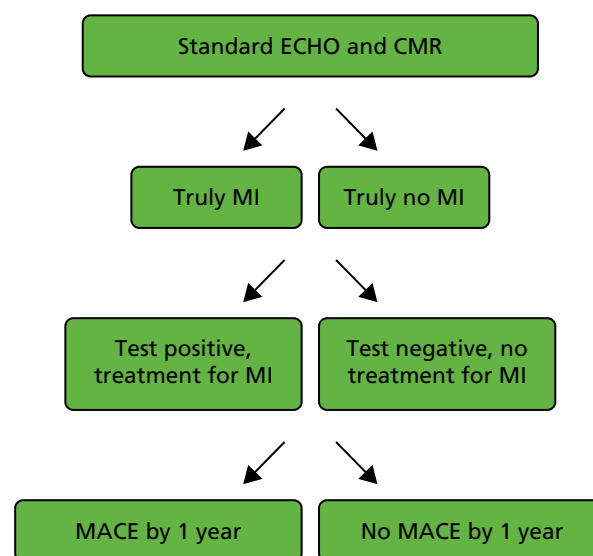 Standard ECHO and CMR
Truly MI
Truly no MI
Test positive,
treatment for MI
Test negative, no
treatment for MI
MACE by 1 year
No MACE by 1 year